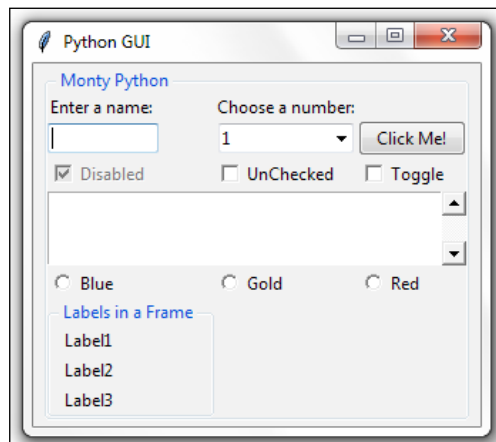 Python GUI
Monty Python
Enter a name: Choose a number:
1 Click Me!
Disabled UnChecked Toggle
Blue Gold Red
Labels in a Frame
Label1
Label2
Label3